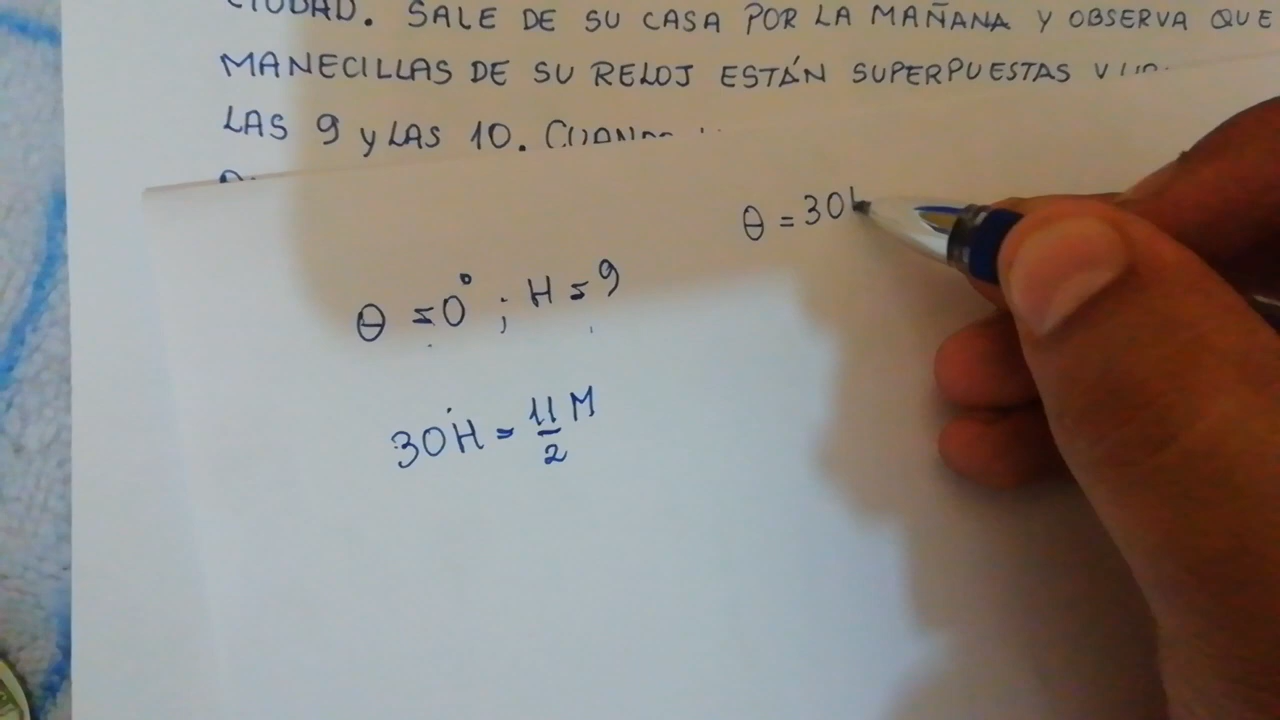 CIUDAD. SALE DE SU CASA POR LA MAÑANA Y OBSERVA QUE
MANECILLAS DE SU RELOJ ESTÁN SUPERPUESTAS
LAS 9 Y LAS 10.
θ = 30
θ = 0° ; H = 9
30H = 11/2 M